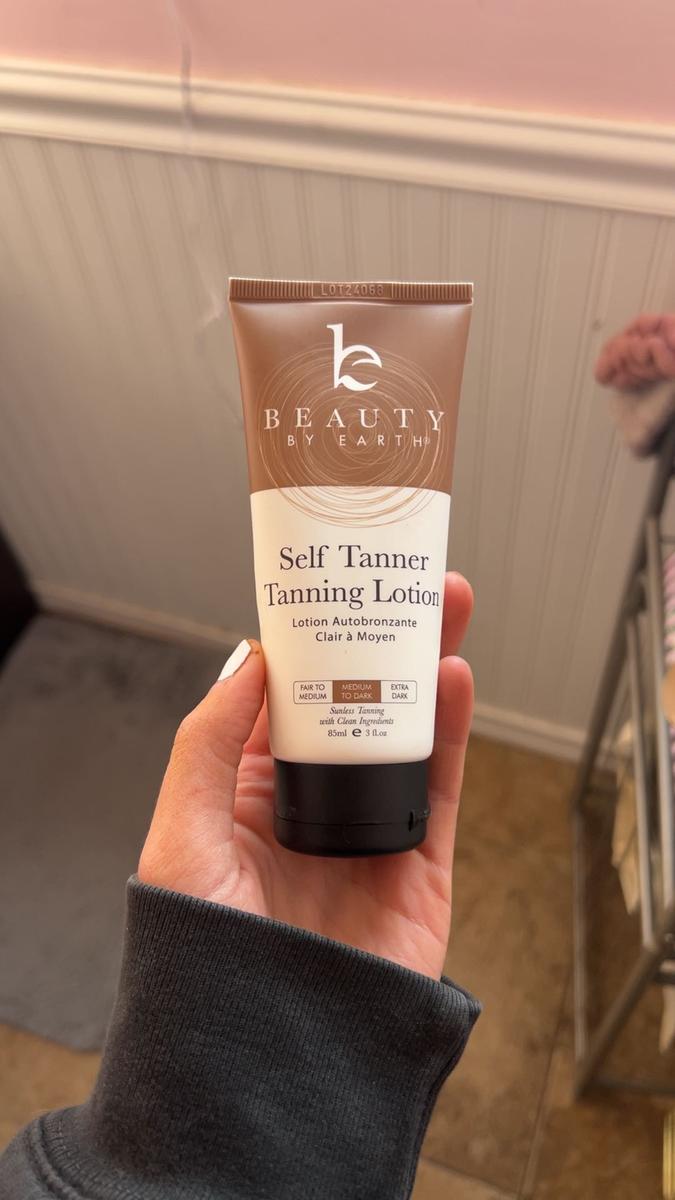 LOT24068
be
BEAUTY
BY EARTH®
Self Tanner
Tanning Lotion
Lotion Autobronzante
Clair à Moyen
FAIR TO
MEDIUM
MEDIUM
TO DARK
EXTRA
DARK
Sunless Tanning
with Clean Ingredients
85ml e 3 fl.oz